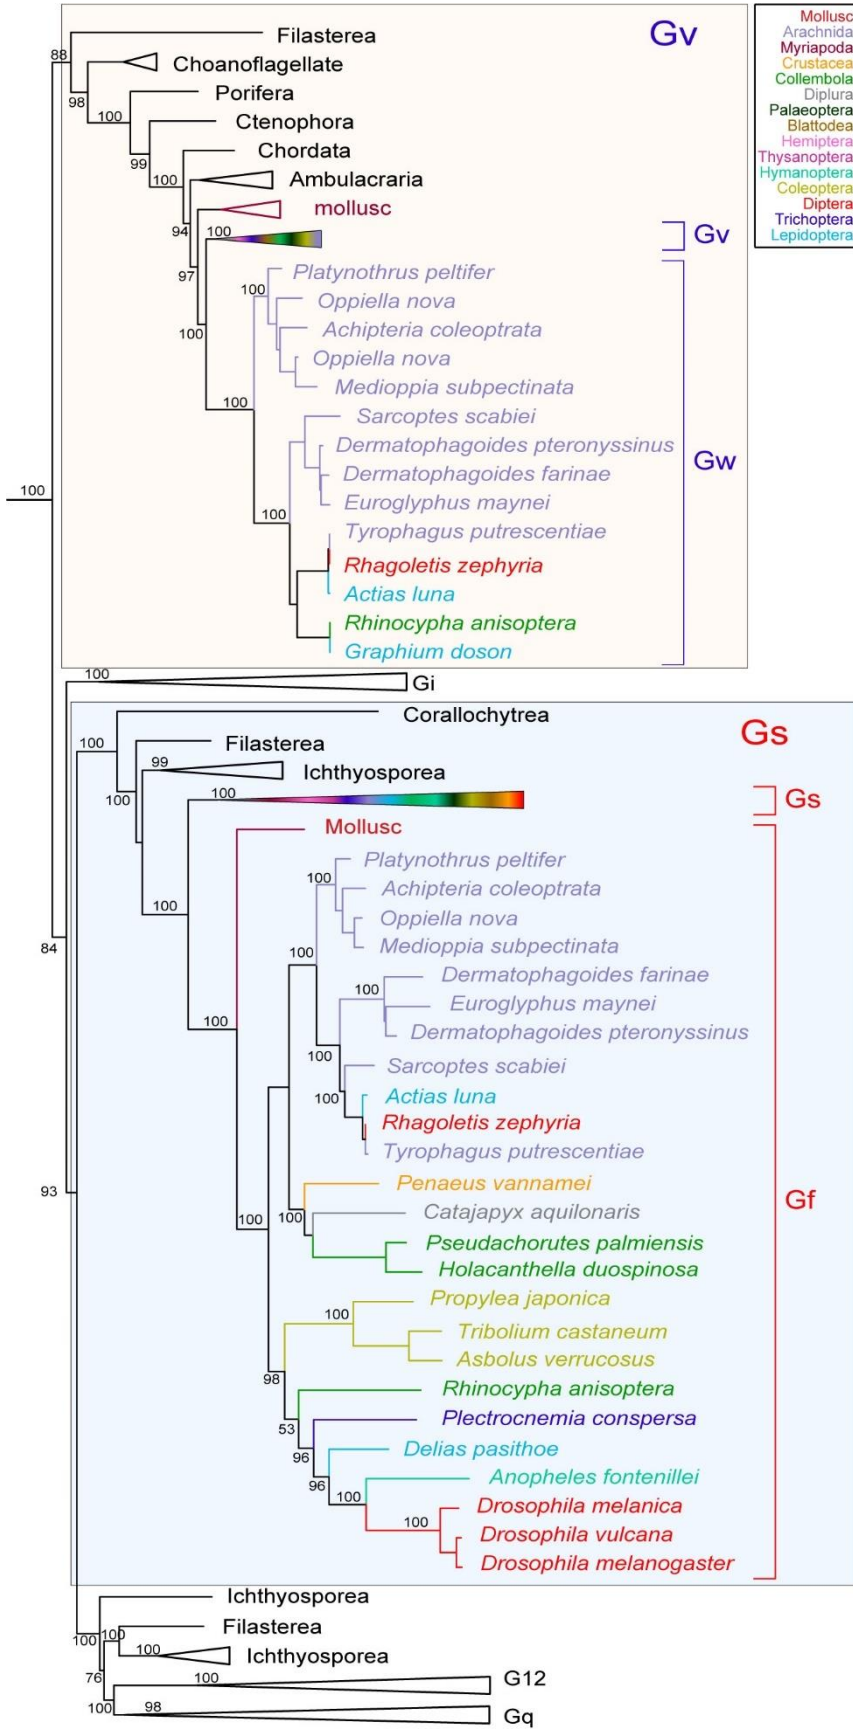 Mollusc
Arachnida
Myriapoda
Crustacea
Collembola
Diplura
Palaeoptera
Blattodea
Hemiptera
Thysanoptera
Hymanoptera
Coleoptera
Diptera
Trichoptera
Lepidoptera
Gv
Filasterea
88
Choanoflagellate
98
Porifera
100
Ctenophora
99
Chordata
100
Ambulacraria
mollusc
94
100
Gv
97
Platynothrus peltifer
100
Oppiella nova
100
Achipteria coleoptrata
Oppiella nova
Medioppia subpectinata
100
Sarcoptes scabiei
Dermatophagoides pteronyssinus
Gw
Dermatophagoides farinae
100
Euroglyphus maynei
100
Tyrophagus putrescentiae
Rhagoletis zephyria
Actias luna
Rhinocypha anisoptera
Graphium doson
100
Gi
Corallochytrea
Gs
100
Filasterea
99
Ichthyosporea
100
100
Gs
Mollusc
Platynothrus peltifer
100
Achipteria coleoptrata
100
Oppiella nova
84
Medioppia subpectinata
100
Dermatophagoides farinae
100
Euroglyphus maynei
100
Dermatophagoides pteronyssinus
100
Sarcoptes scabiei
100
Actias luna
Rhagoletis zephyria
Tyrophagus putrescentiae
93
Penaeus vannamei
Gf
100
100
Catajapyx aquilonaris
Pseudachorutes palmiensis
Holacanthella duospinosa
Propylea japonica
100
Tribolium castaneum
Asbolus verrucosus
98
Rhinocypha anisoptera
53
Plectrocnemia conspersa
96
Delias pasithoe
96
Anopheles fontenillei
100
Drosophila melanica
100
Drosophila vulcana
Drosophila melanogaster
Ichthyosporea
Filasterea
100
100
100
Ichthyosporea
76
100
G12
100
98
Gq